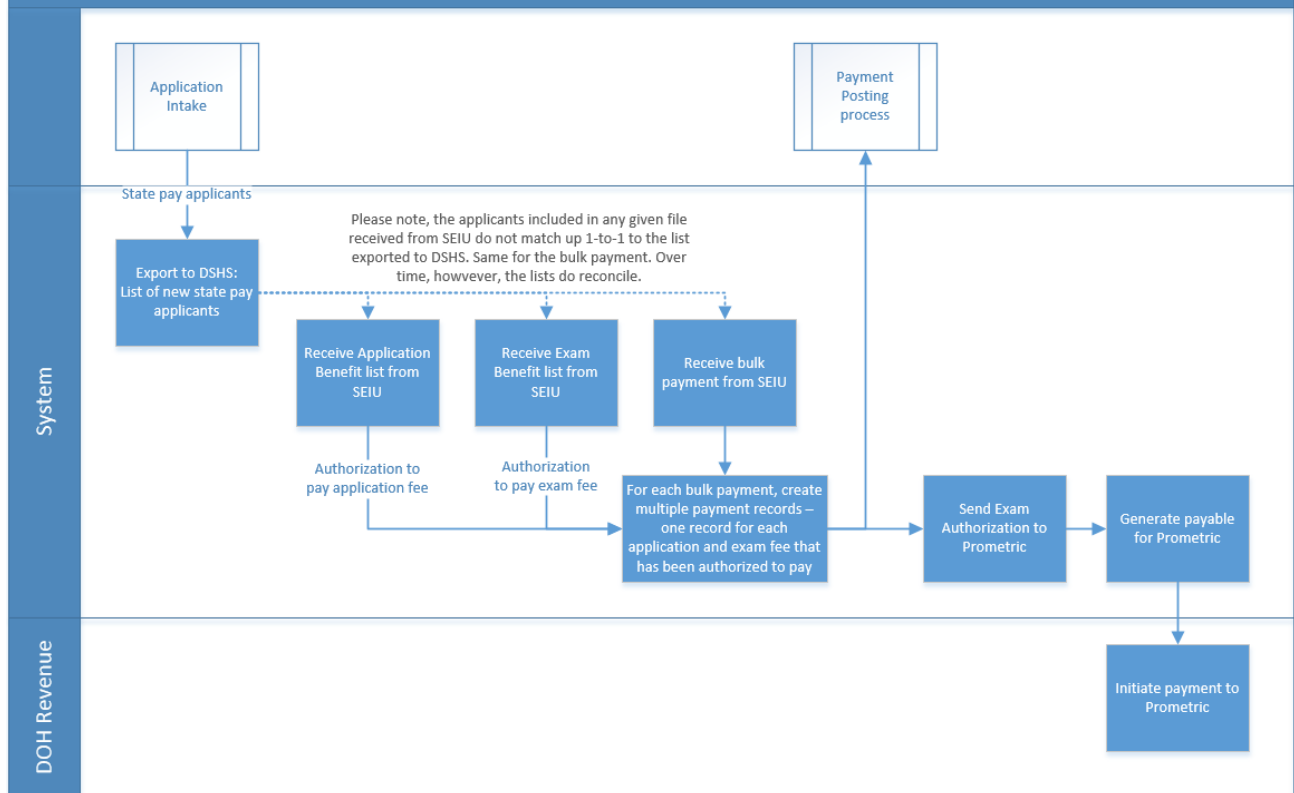 Application
Intake
Payment
Posting
process
State pay applicants
Please note, the applicants included in any given file
received from SEIU do not match up 1-to-1 to the list
exported to DSHS. Same for the bulk payment. Over
time, howvever, the lists do reconcile.
Export to DSHS:
List of new state pay
applicants
System
Receive Application
Benefit list from
SEIU
Receive Exam
Benefit list from
SEIU
Receive bulk
payment from SEIU
Authorization to
pay application fee
Authorization
to pay exam fee
For each bulk payment, create
multiple payment records –
one record for each
application and exam fee that
has been authorized to pay
Send Exam
Authorization to
Prometric
Generate payable
for Prometric
DOH Revenue
Initiate payment to
Prometric